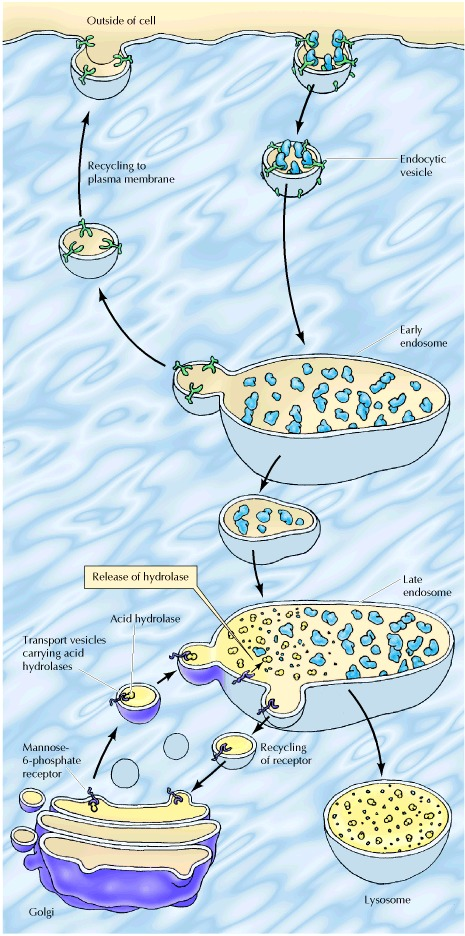 Outside of cell
Recycling to
plasma membrane
Endocytic
vesicle
Early
endosome
Release of hydrolase
Late
endosome
Acid hydrolase
Transport vesicles
carrying acid
hydrolases
Mannose-
6-phosphate
receptor
Recycling
of receptor
Lysosome
Golgi